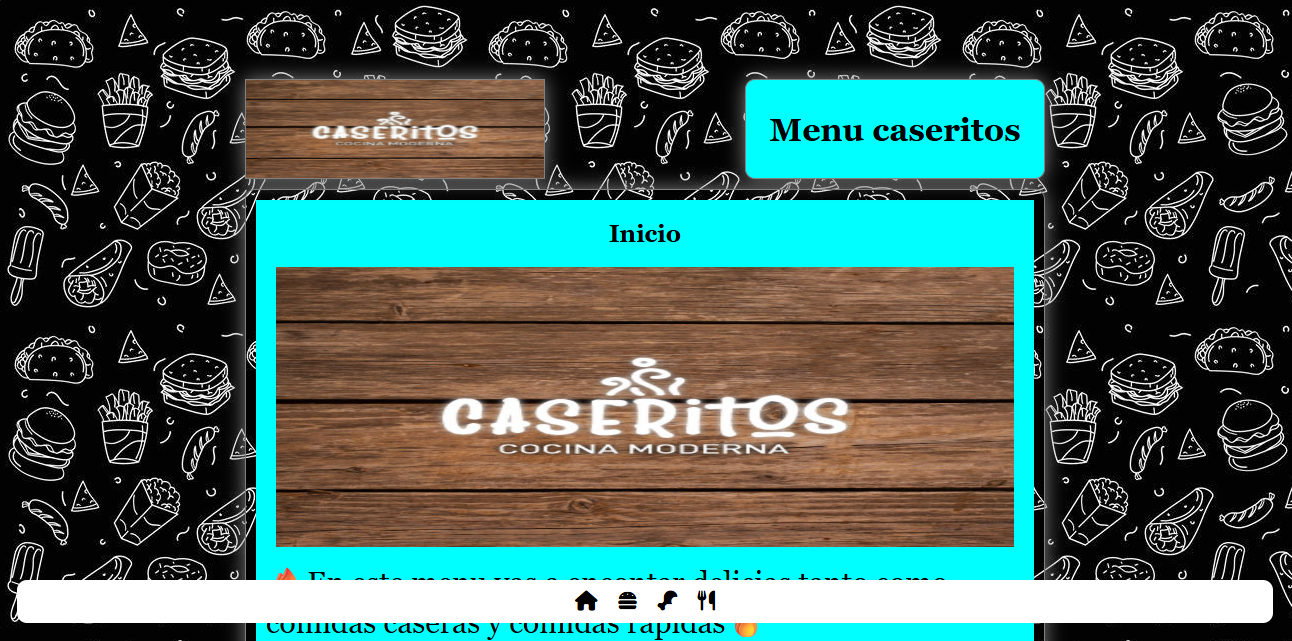 CASERITOS
COCINA MODERNA
Menu caseritos
Inicio
CASERITOS
COCINA MODERNA
🔥 En este menu vas a encontar delicias tanto como
comidas caseras y comidas rapidas